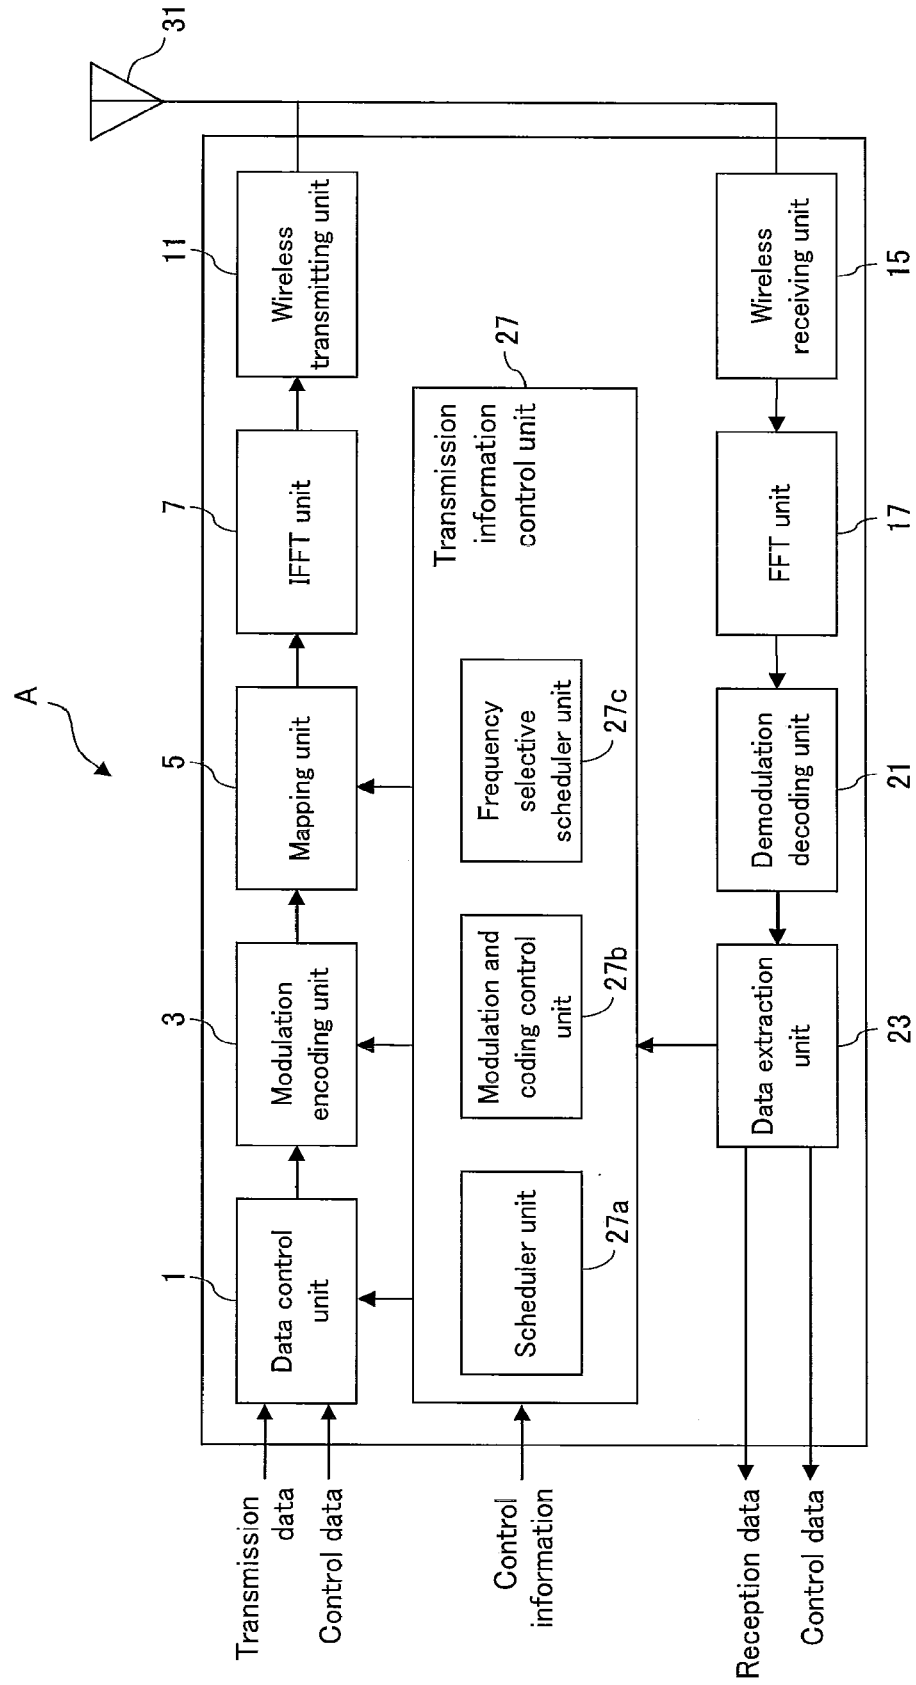 A
31
1
Data control
unit
3
Modulation
encoding unit
5
Mapping unit
7
IFFT unit
11
Wireless
transmitting unit
Transmission
data
Control data
27
Transmission
information
control unit
Scheduler unit
27a
Modulation and
coding control
unit
27b
Frequency
selective
scheduler unit
27c
Control
information
Data extraction
unit
23
Demodulation
decoding unit
21
FFT unit
17
Wireless
receiving unit
15
Reception data
Control data